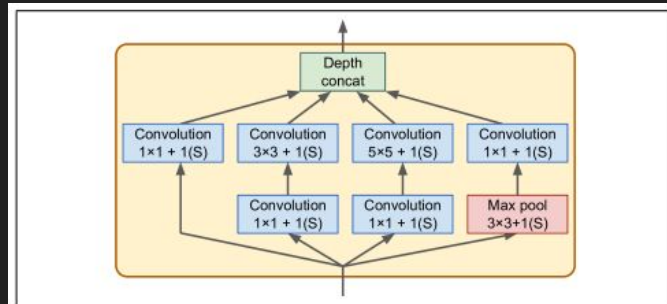 Depth
concat
Convolution
1×1 + 1(S)
Convolution
3×3 + 1(S)
Convolution
5×5 + 1(S)
Convolution
1×1 + 1(S)
Convolution
1×1 + 1(S)
Convolution
1×1 + 1(S)
Max pool
3×3+1(S)